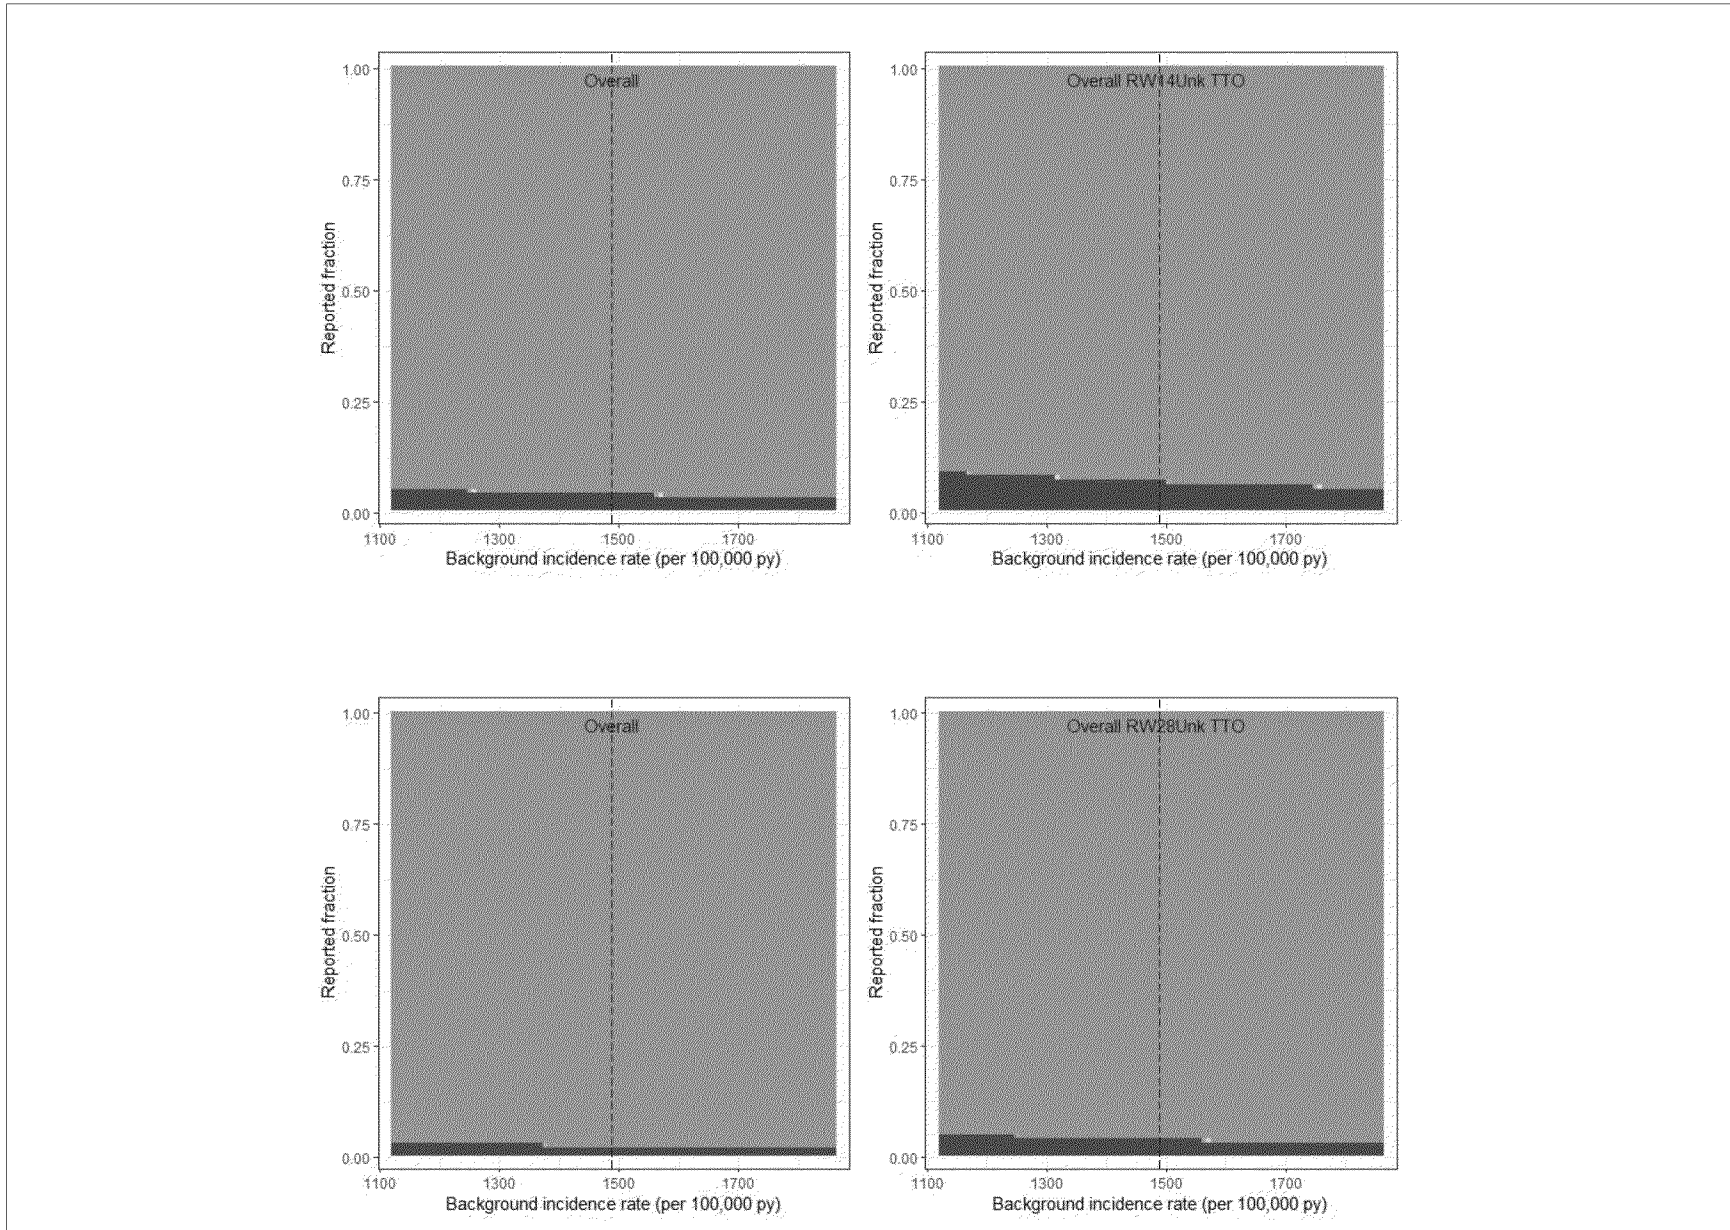 Overall
1.00
0.75
0.50
0.25
0.00
Reported fraction
1100 1300 1500 1700
Background incidence rate (per 100,000 py)
Overall RW14Unk TTO
1.00
0.75
0.50
0.25
0.00
Reported fraction
1100 1300 1500 1700
Background incidence rate (per 100,000 py)
Overall
1.00
0.75
0.50
0.25
0.00
Reported fraction
1100 1300 1500 1700
Background incidence rate (per 100,000 py)
Overall RW28Unk TTO
1.00
0.75
0.50
0.25
0.00
Reported fraction
1100 1300 1500 1700
Background incidence rate (per 100,000 py)